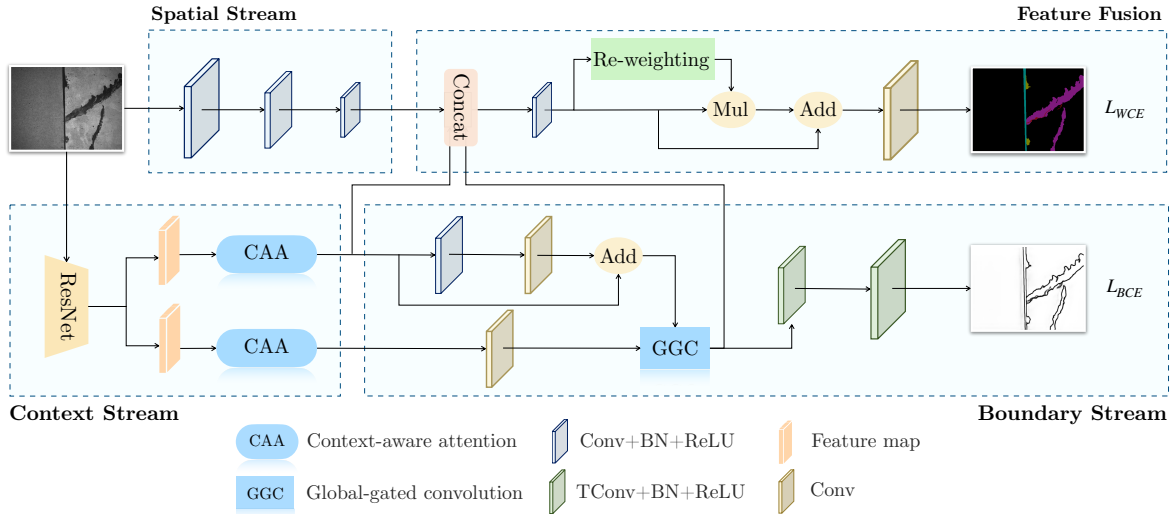 Spatial Stream
Feature Fusion
Re-weighting
Concat
Mul
Add
L_WCE
CAA
Add
ResNet
L_BCE
CAA
GGC
Context Stream
Boundary Stream
CAA
Context-aware attention
Conv+BN+ReLU
Feature map
GGC
Global-gated convolution
TConv+BN+ReLU
Conv